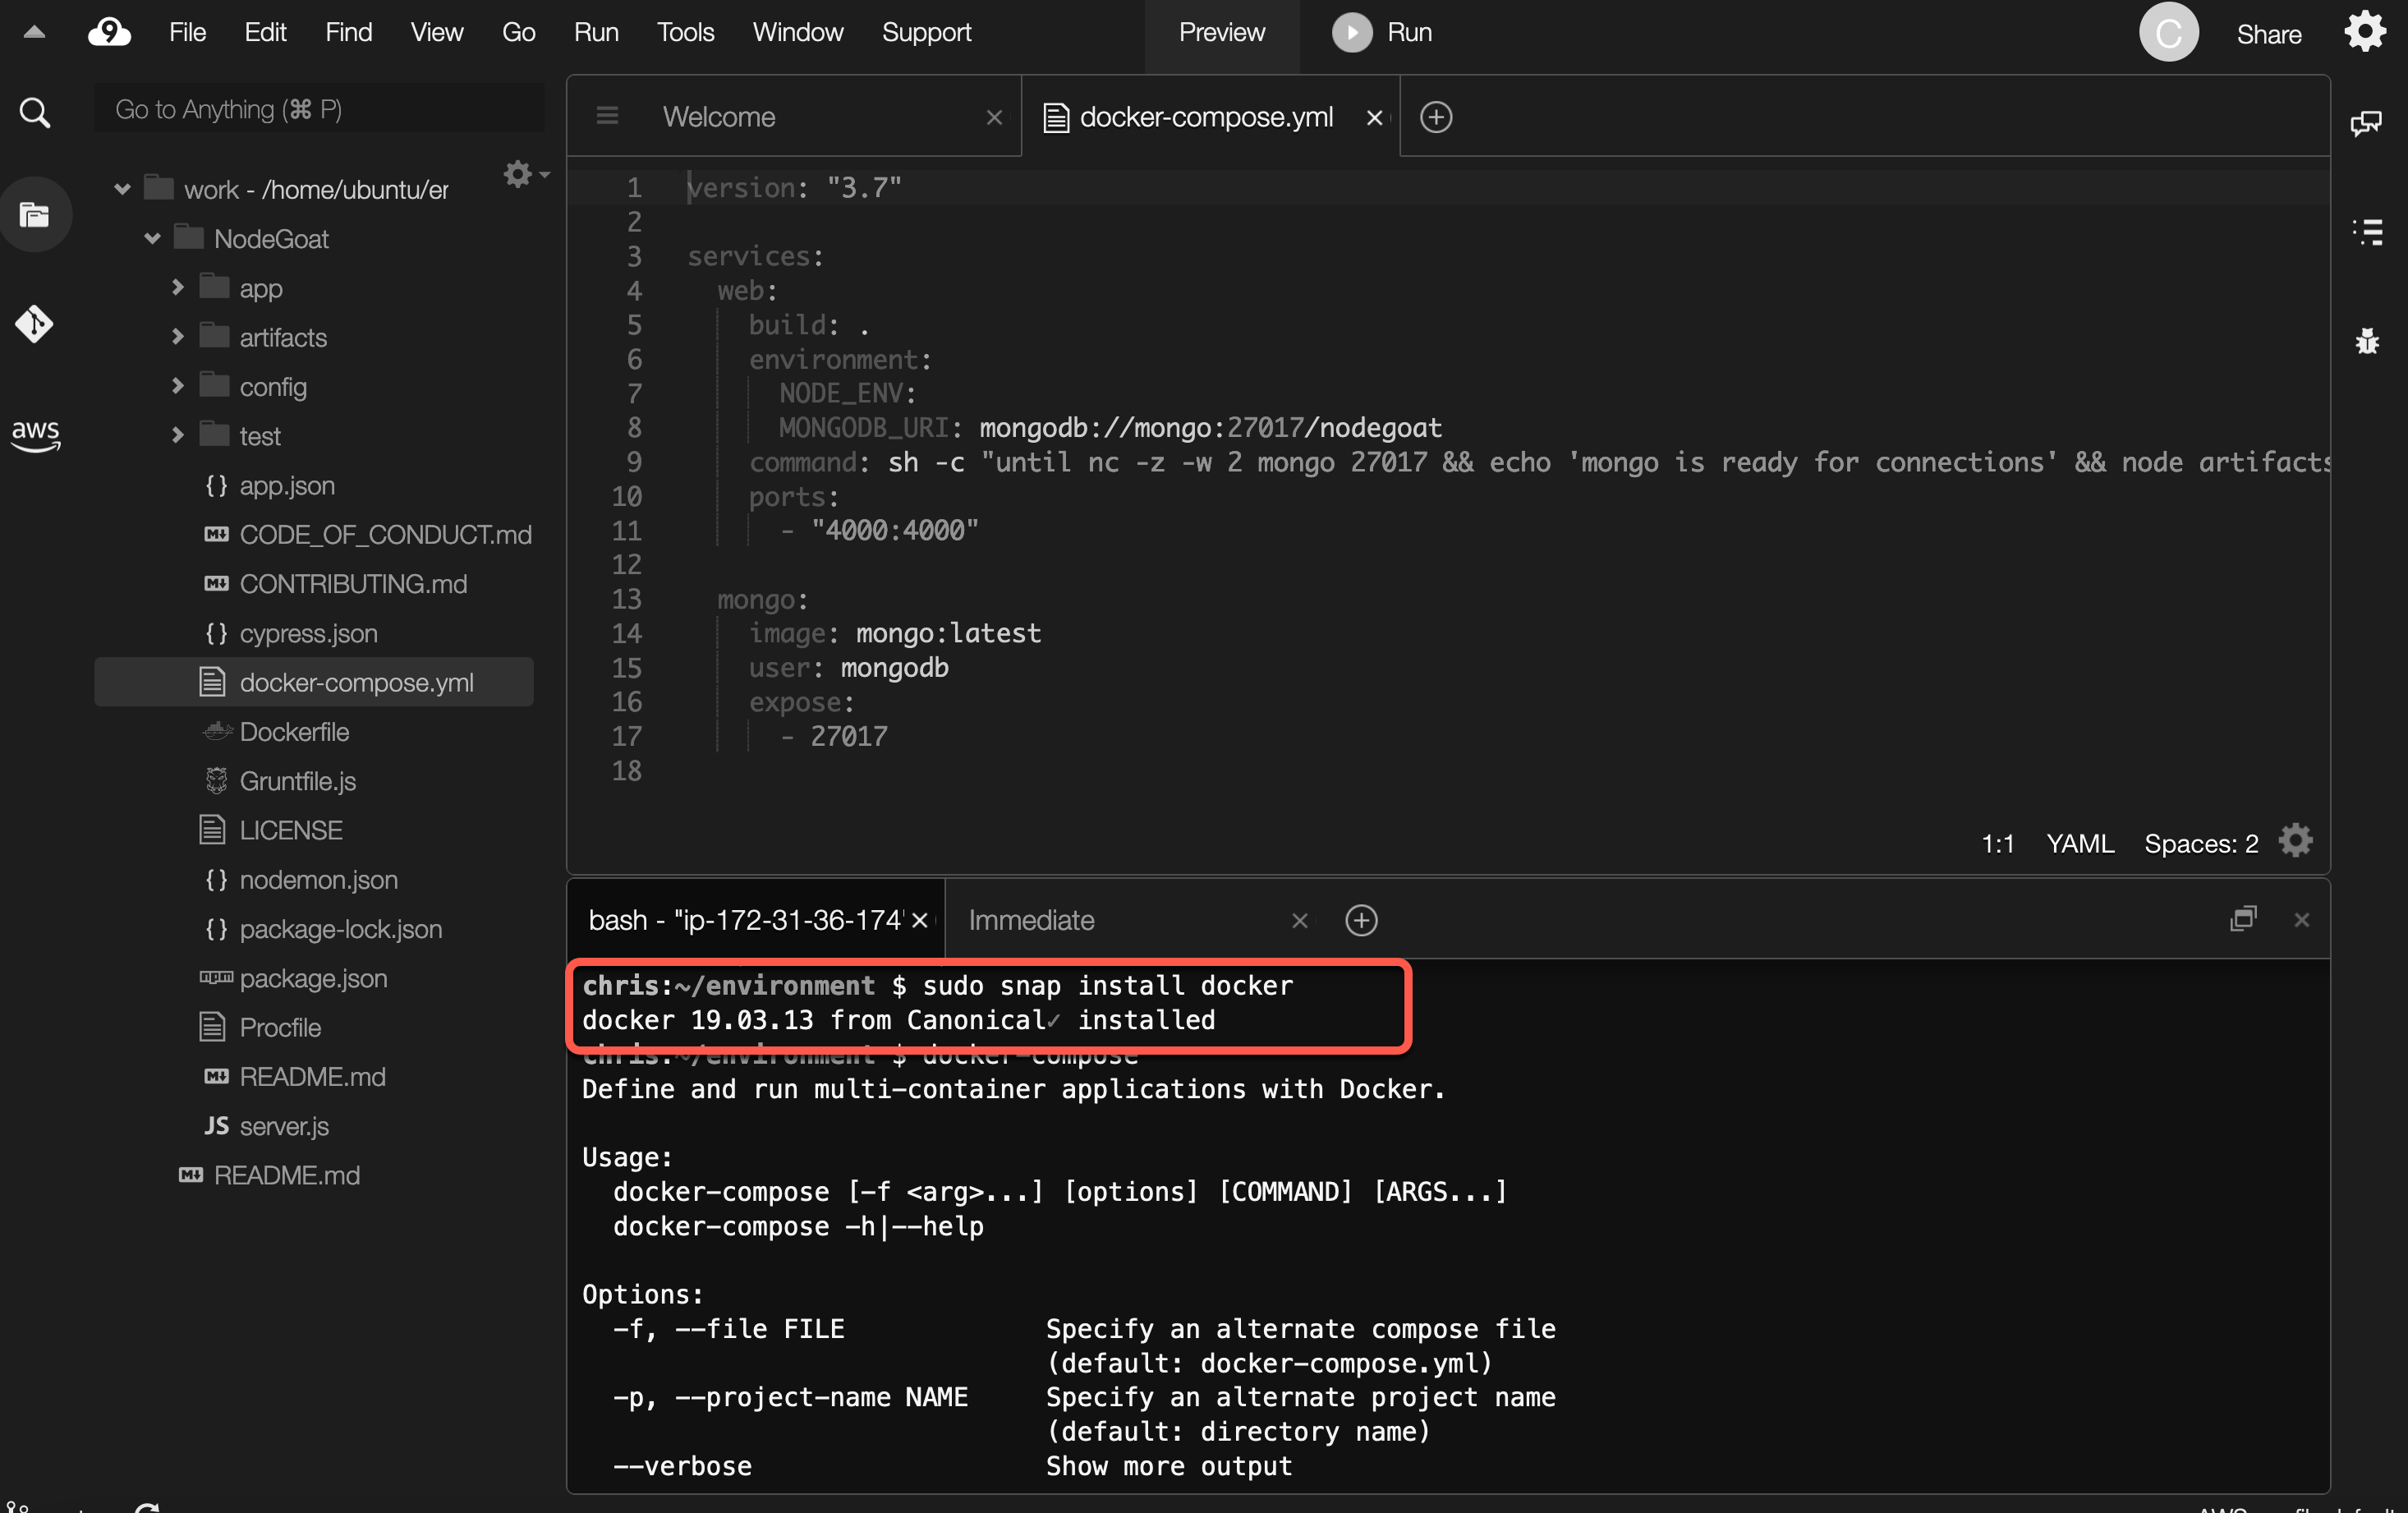 9 File Edit Find View Go Run Tools Window Support Preview Run C Share
Go to Anything (⌘ P)
work - /home/ubuntu/er
NodeGoat
app
artifacts
config
test
{} app.json
CODE_OF_CONDUCT.md
CONTRIBUTING.md
{} cypress.json
docker-compose.yml
Dockerfile
Gruntfile.js
LICENSE
{} nodemon.json
{} package-lock.json
package.json
Procfile
README.md
JS server.js
README.md
aws
Welcome docker-compose.yml
1 version: "3.7"
2
3 services:
4   web:
5     build: .
6     environment:
7       NODE_ENV:
8       MONGODB_URI: mongodb://mongo:27017/nodegoat
9     command: sh -c "until nc -z -w 2 mongo 27017 && echo 'mongo is ready for connections' && node artifacts
10     ports:
11       - "4000:4000"
12
13   mongo:
14     image: mongo:latest
15     user: mongodb
16     expose:
17       - 27017
18
1:1 YAML Spaces: 2
bash - "ip-172-31-36-174' Immediate
chris:~/environment $ sudo snap install docker
docker 19.03.13 from Canonical✓ installed
chris:~/environment $ docker-compose
Define and run multi-container applications with Docker.
Usage:
  docker-compose [-f <arg>...] [options] [COMMAND] [ARGS...]
  docker-compose -h|--help
Options:
  -f, --file FILE             Specify an alternate compose file
                              (default: docker-compose.yml)
  -p, --project-name NAME     Specify an alternate project name
                              (default: directory name)
  --verbose                   Show more output